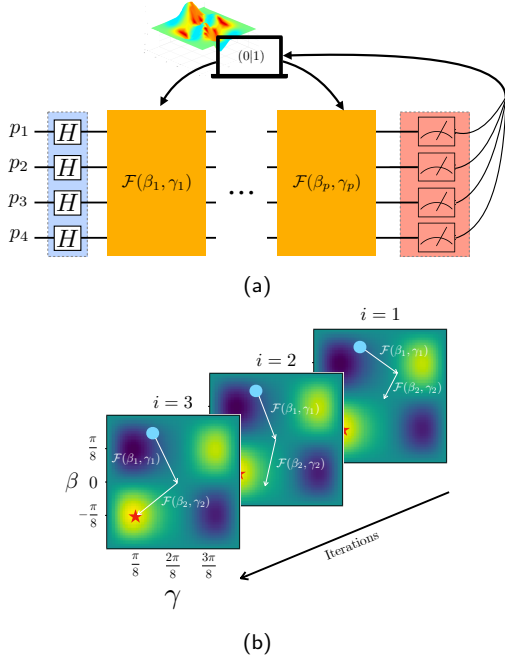 (0|1)
p₁ H
p₂ H
p₃ H
p₄ H
ℱ(β₁, γ₁) ... ℱ(βₚ, γₚ)
(a)
i = 1
ℱ(β₁, γ₁)
ℱ(β₂, γ₂)
i = 2
ℱ(β₁, γ₁)
ℱ(β₂, γ₂)
i = 3
ℱ(β₁, γ₁)
ℱ(β₂, γ₂)
β
π/8
0
−π/8
π/8 2π/8 3π/8
γ
Iterations
(b)